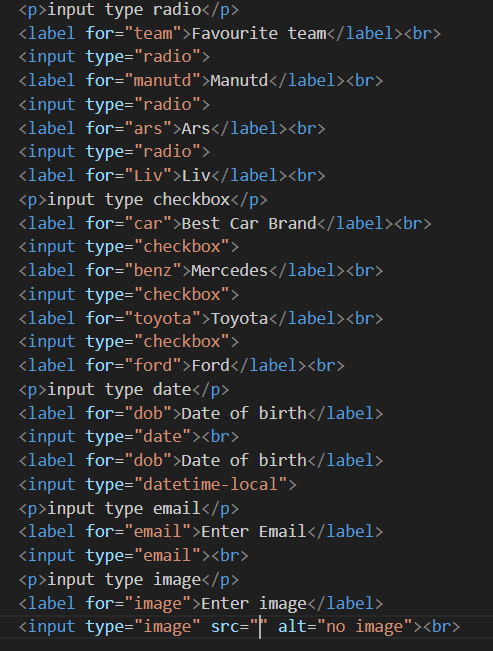 <p>input type radio</p>
<label for="team">Favourite team</label><br>
<input type="radio">
<label for="manutd">Manutd</label><br>
<input type="radio">
<label for="ars">Ars</label><br>
<input type="radio">
<label for="Liv">Liv</label><br>
<p>input type checkbox</p>
<label for="car">Best Car Brand</label><br>
<input type="checkbox">
<label for="benz">Mercedes</label><br>
<input type="checkbox">
<label for="toyota">Toyota</label><br>
<input type="checkbox">
<label for="ford">Ford</label><br>
<p>input type date</p>
<label for="dob">Date of birth</label>
<input type="date"><br>
<label for="dob">Date of birth</label>
<input type="datetime-local">
<p>input type email</p>
<label for="email">Enter Email</label>
<input type="email"><br>
<p>input type image</p>
<label for="image">Enter image</label>
<input type="image" src="" alt="no image"><br>